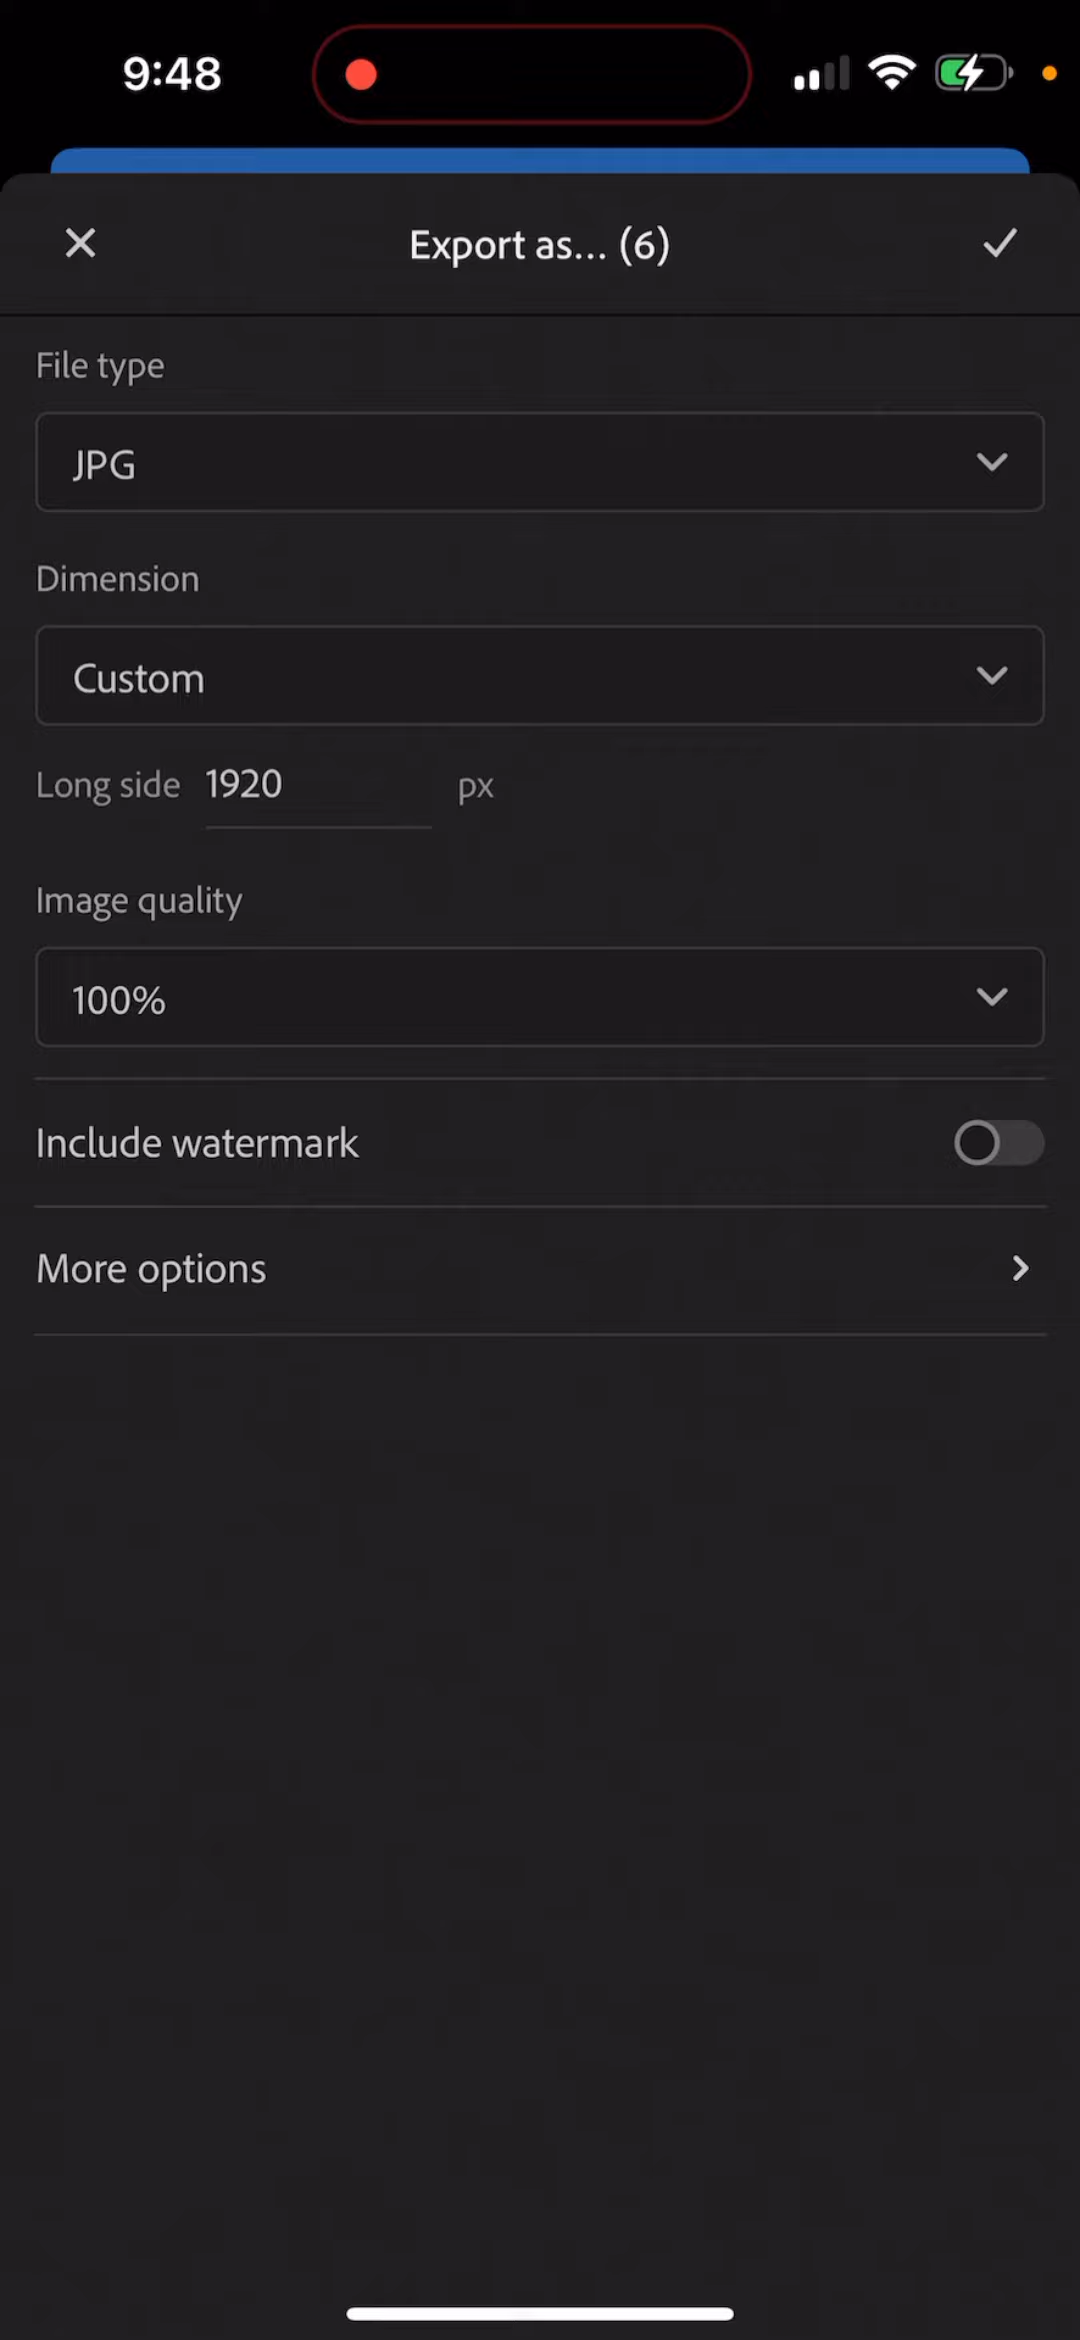 9:48
Export as... (6)
File type
JPG
Dimension
Custom
Long side 1920 px
Image quality
100%
Include watermark
More options